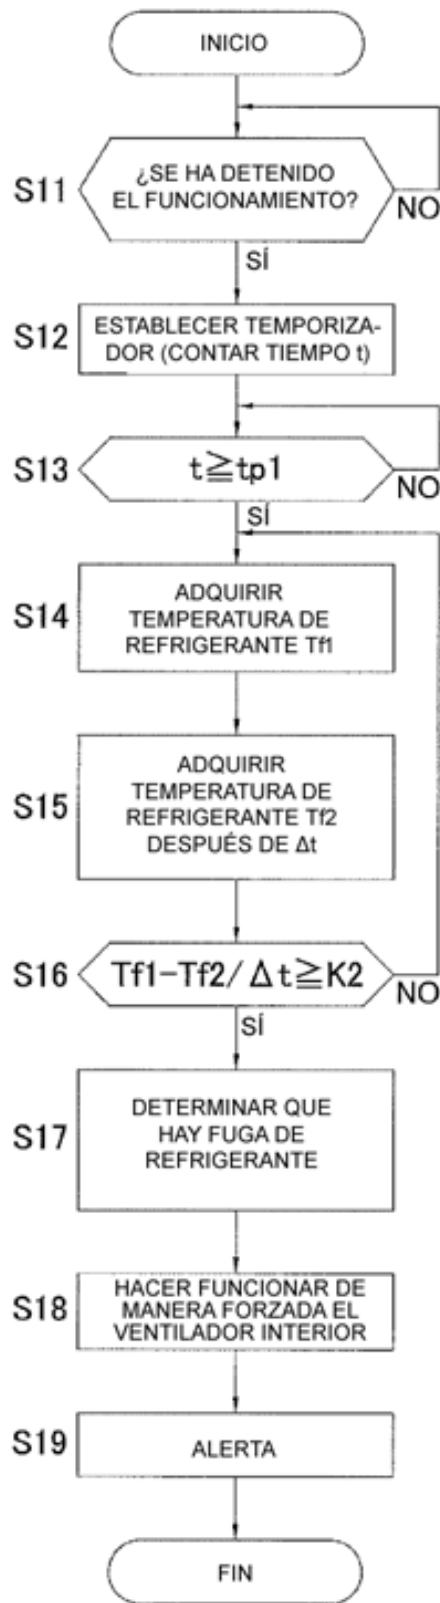 INICIO
S11
¿SE HA DETENIDO
EL FUNCIONAMIENTO?
NO
SÍ
S12
ESTABLECER TEMPORIZA-
DOR (CONTAR TIEMPO t)
S13
t≧tp1
NO
SÍ
S14
ADQUIRIR
TEMPERATURA DE
REFRIGERANTE Tf1
S15
ADQUIRIR
TEMPERATURA DE
REFRIGERANTE Tf2
DESPUÉS DE Δt
S16
Tf1-Tf2/Δt≧K2
NO
SÍ
S17
DETERMINAR QUE
HAY FUGA DE
REFRIGERANTE
S18
HACER FUNCIONAR DE
MANERA FORZADA EL
VENTILADOR INTERIOR
S19
ALERTA
FIN